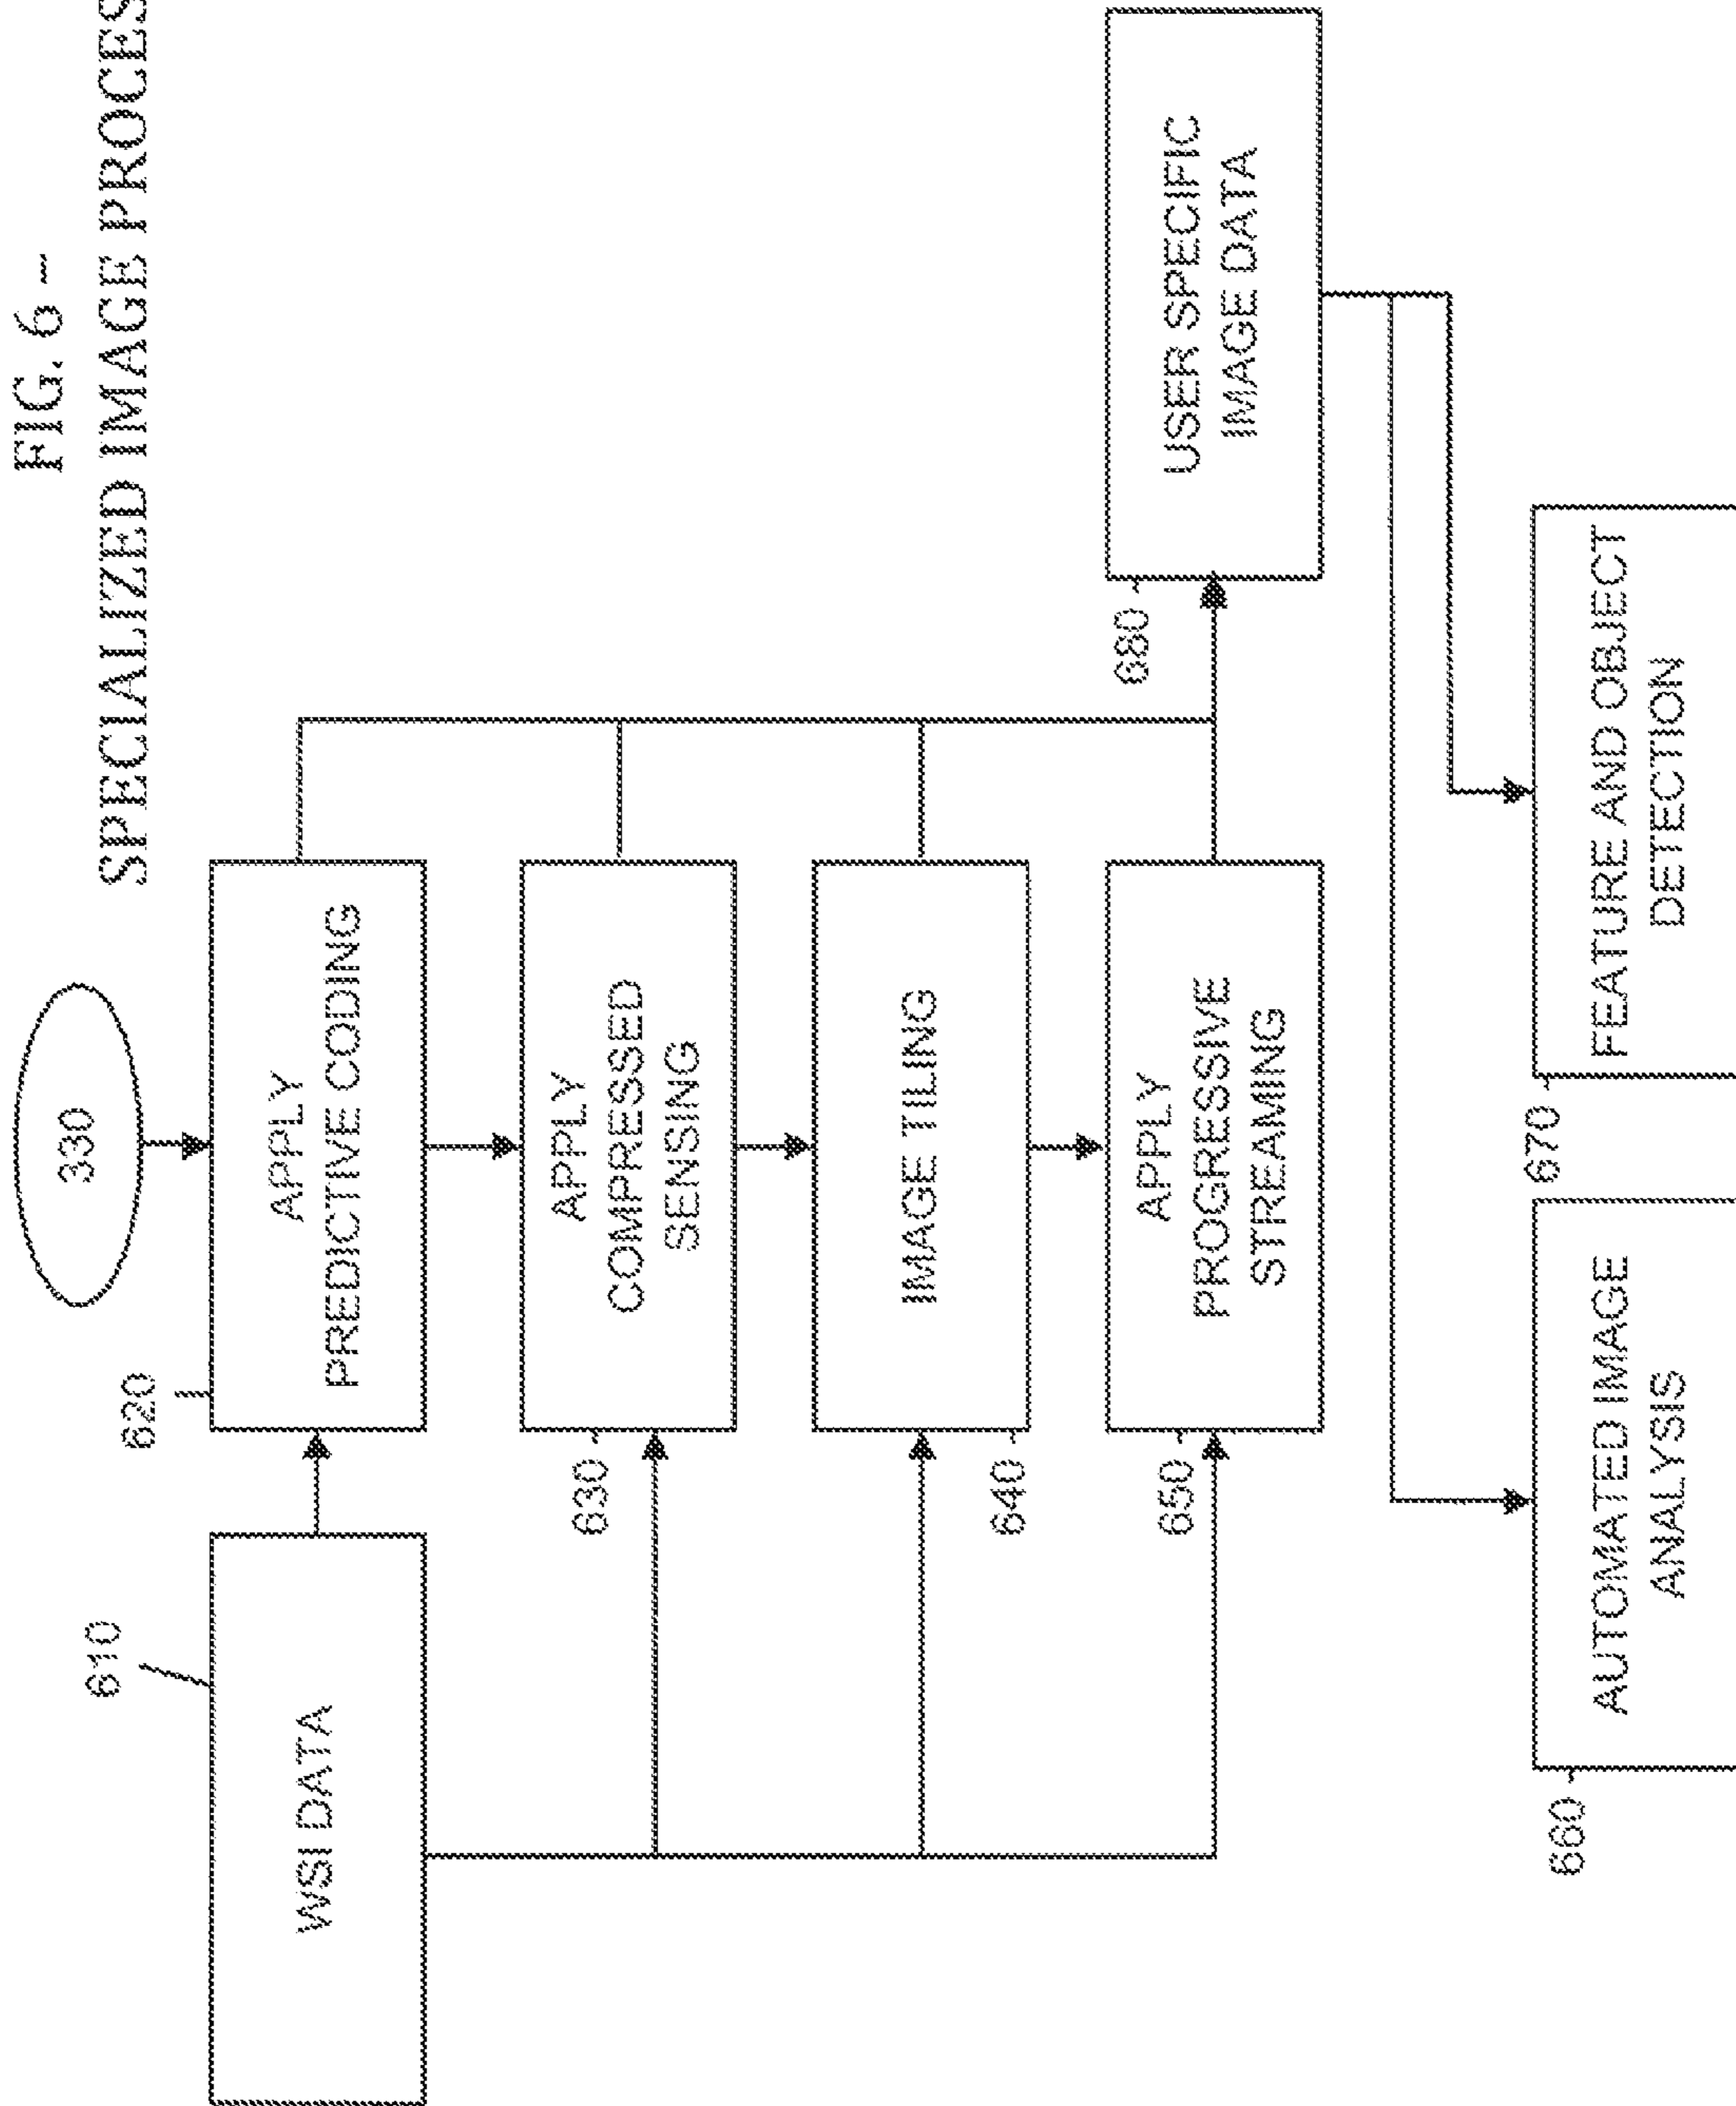 FIG. 6 –
SPECIALIZED IMAGE PROCES
330
610
WSI DATA
620
APPLY
PREDICTIVE CODING
630
APPLY
COMPRESSED
SENSING
640
IMAGE TILING
650
APPLY
PROGRESSIVE
STREAMING
680
USER SPECIFIC
IMAGE DATA
660
AUTOMATED IMAGE
ANALYSIS
670
FEATURE AND OBJECT
DETECTION